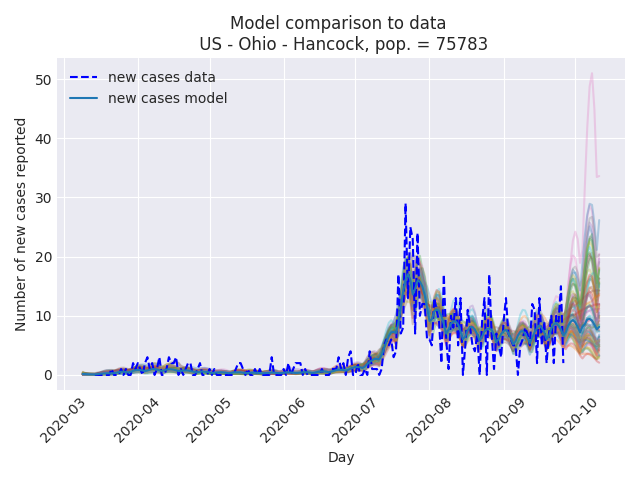 Model comparison to data
US - Ohio - Hancock, pop. = 75783
new cases data
new cases model
Number of new cases reported
50
40
30
20
10
0
2020-03
2020-04
2020-05
2020-06
2020-07
2020-08
2020-09
2020-10
Day